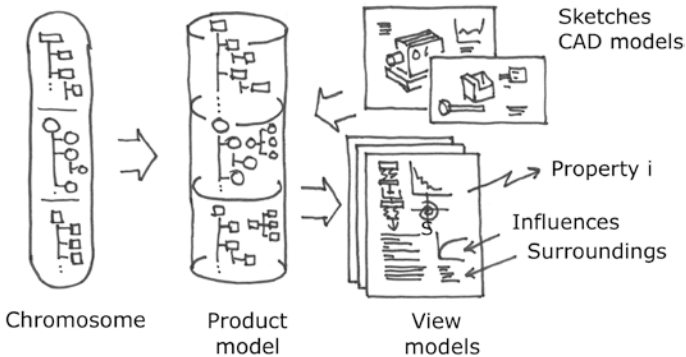 Sketches
CAD models
Property i
S
Influences
Surroundings
Chromosome
Product
model
View
models